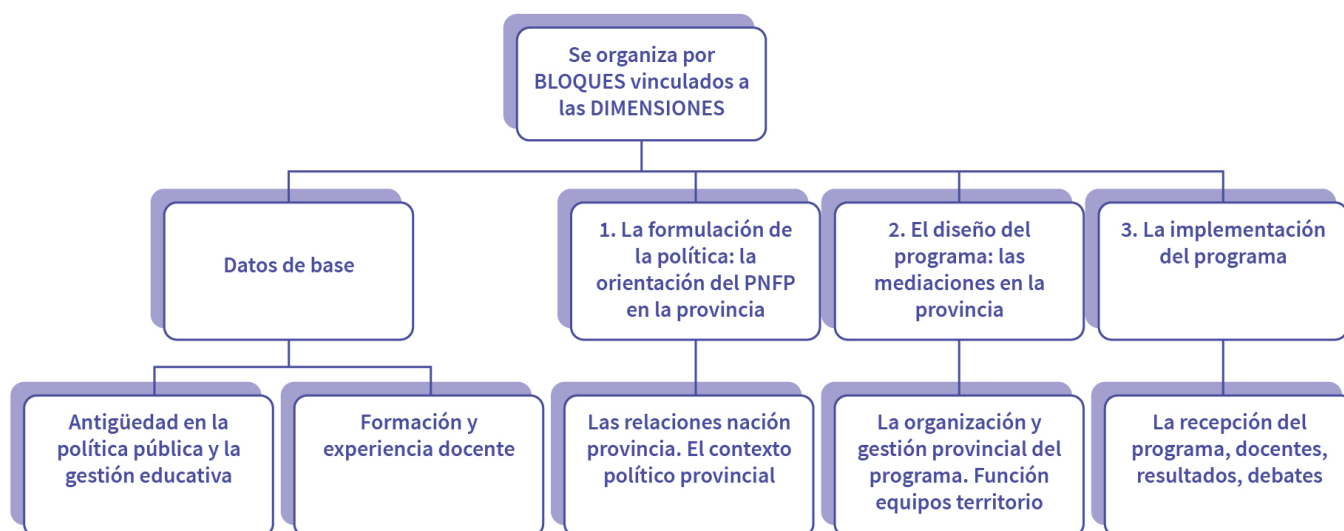 Se organiza por
BLOQUES vinculados a
las DIMENSIONES
Datos de base
1. La formulación de
la política: la
orientación del PNFP
en la provincia
2. El diseño del
programa: las
mediaciones en la
provincia
3. La implementación
del programa
Antigüedad en la
política pública y la
gestión educativa
Formación y
experiencia docente
Las relaciones nación
provincia. El contexto
político provincial
La organización y
gestión provincial del
programa. Función
equipos territorio
La recepción del
programa, docentes,
resultados, debates